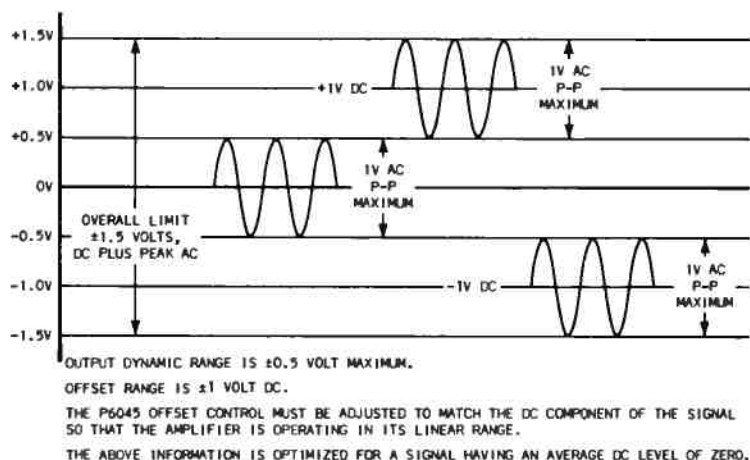 +1.5V
+1.0V
+1V DC
1V AC
P-P
MAXIMUM
+0.5V
0V
1V AC
P-P
MAXIMUM
OVERALL LIMIT
±1.5 VOLTS,
DC PLUS PEAK AC
-0.5V
-1.0V
-1V DC
1V AC
P-P
MAXIMUM
-1.5V
OUTPUT DYNAMIC RANGE IS ±0.5 VOLT MAXIMUM.
OFFSET RANGE IS ±1 VOLT DC.
THE P6045 OFFSET CONTROL MUST BE ADJUSTED TO MATCH THE DC COMPONENT OF THE SIGNAL
SO THAT THE AMPLIFIER IS OPERATING IN ITS LINEAR RANGE.
THE ABOVE INFORMATION IS OPTIMIZED FOR A SIGNAL HAVING AN AVERAGE DC LEVEL OF ZERO.